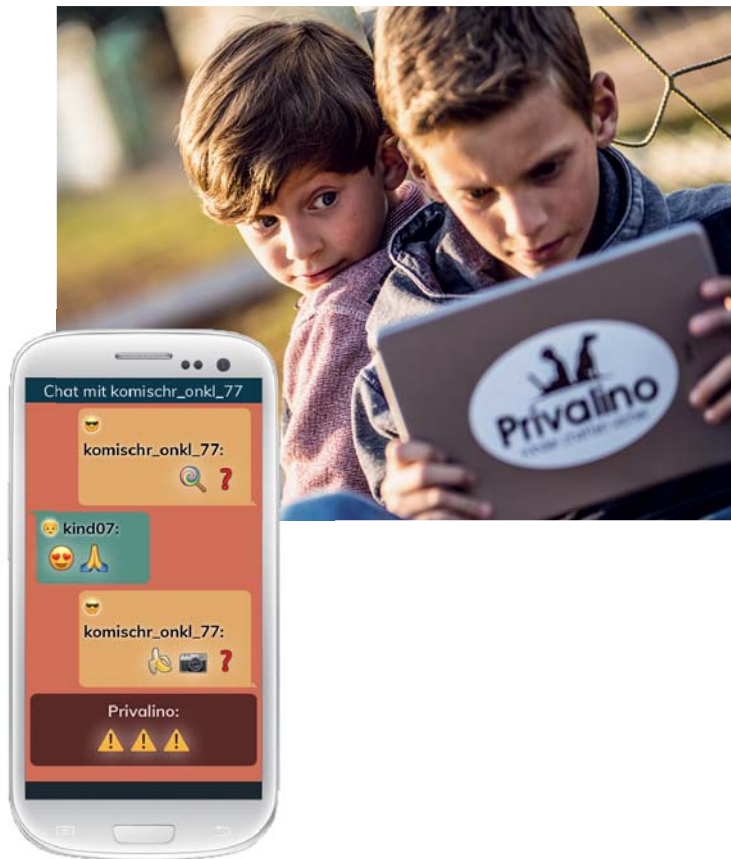 Privalino
Chat mit komischr_onkl_77
komischr_onkl_77:
kind07:
komischr_onkl_77:
Privalino: